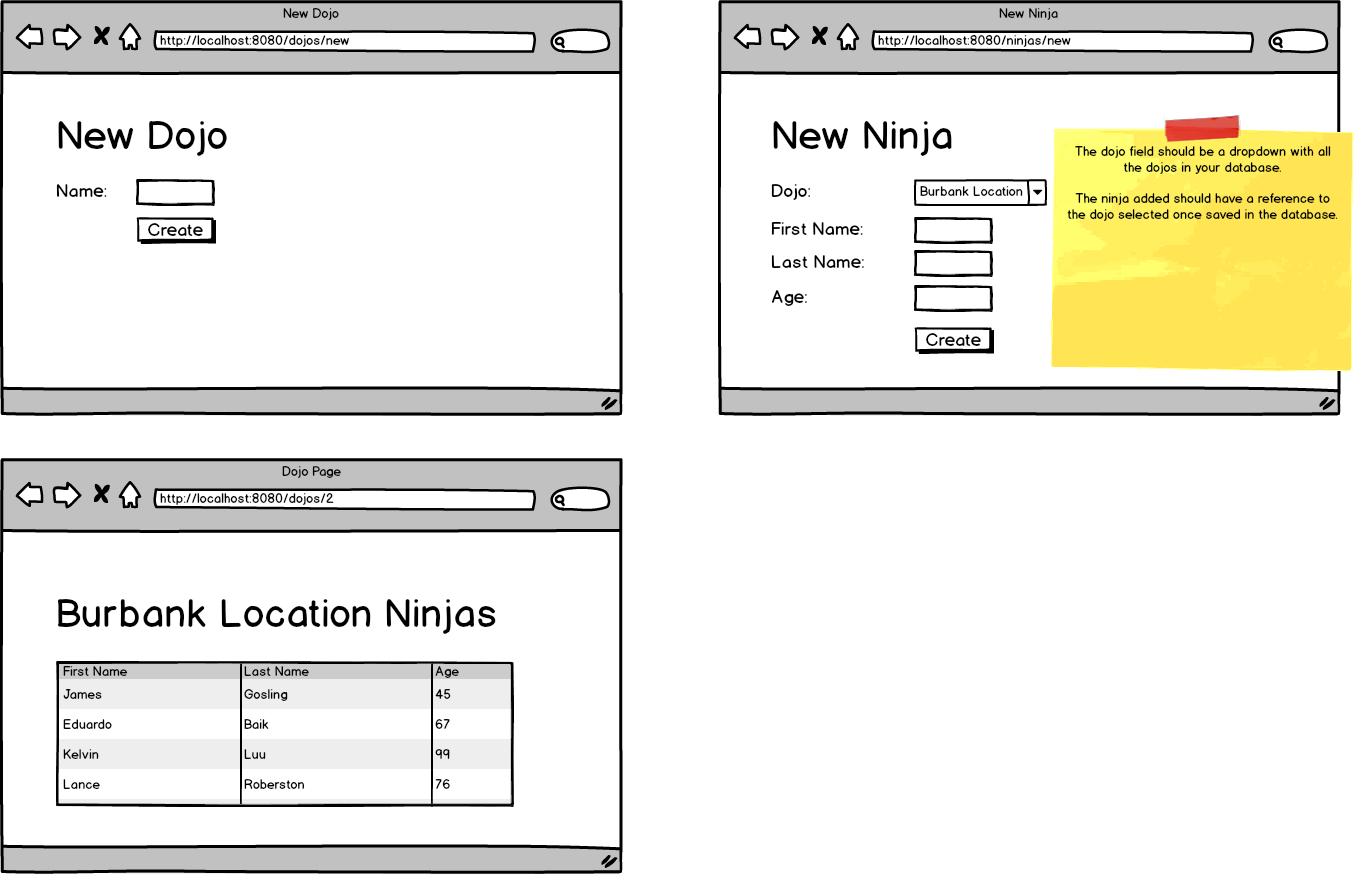 New Dojo
http://localhost:8080/dojos/new
New Dojo
Name:
Create
New Ninja
http://localhost:8080/ninjas/new
New Ninja
Dojo:
Burbank Location
First Name:
Last Name:
Age:
Create
The dojo field should be a dropdown with all
the dojos in your database.
The ninja added should have a reference to
the dojo selected once saved in the database.
Dojo Page
http://localhost:8080/dojos/2
Burbank Location Ninjas
First Name Last Name Age
James Gosling 45
Eduardo Baik 67
Kelvin Luu 99
Lance Roberston 76